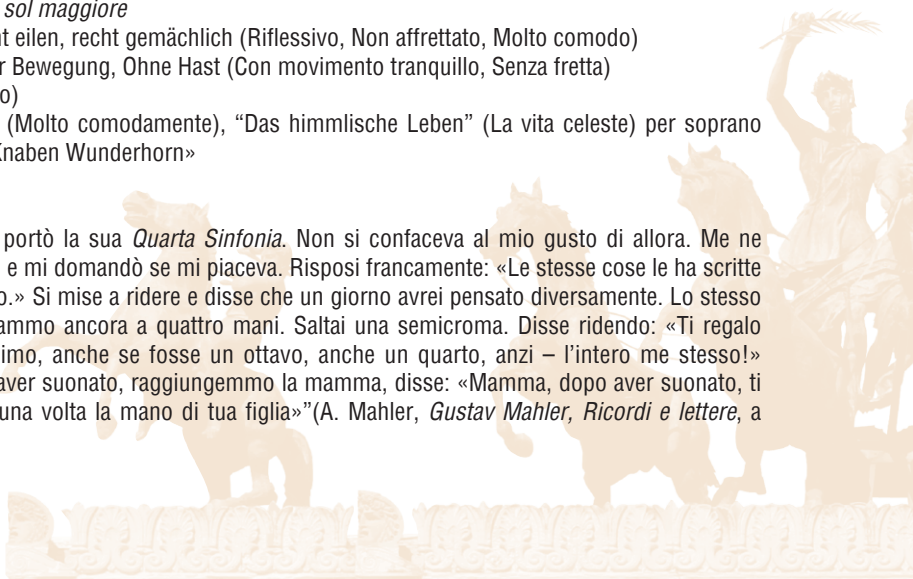 sol maggiore
eilen, recht gemächlich (Riflessivo, Non affrettato, Molto comodo)
Bewegung, Ohne Hast (Con movimento tranquillo, Senza fretta)
o)
(Molto comodamente), “Das himmlische Leben” (La vita celeste) per soprano
Knaben Wunderhorn»
portò la sua Quarta Sinfonia. Non si confaceva al mio gusto di allora. Me ne
e mi domandò se mi piaceva. Risposi francamente: «Le stesse cose le ha scritte
o.» Si mise a ridere e disse che un giorno avrei pensato diversamente. Lo stesso
ammo ancora a quattro mani. Saltai una semicroma. Disse ridendo: «Ti regalo
imo, anche se fosse un ottavo, anche un quarto, anzi – l’intero me stesso!»
aver suonato, raggiungemmo la mamma, disse: «Mamma, dopo aver suonato, ti
una volta la mano di tua figlia»”(A. Mahler, Gustav Mahler, Ricordi e lettere, a